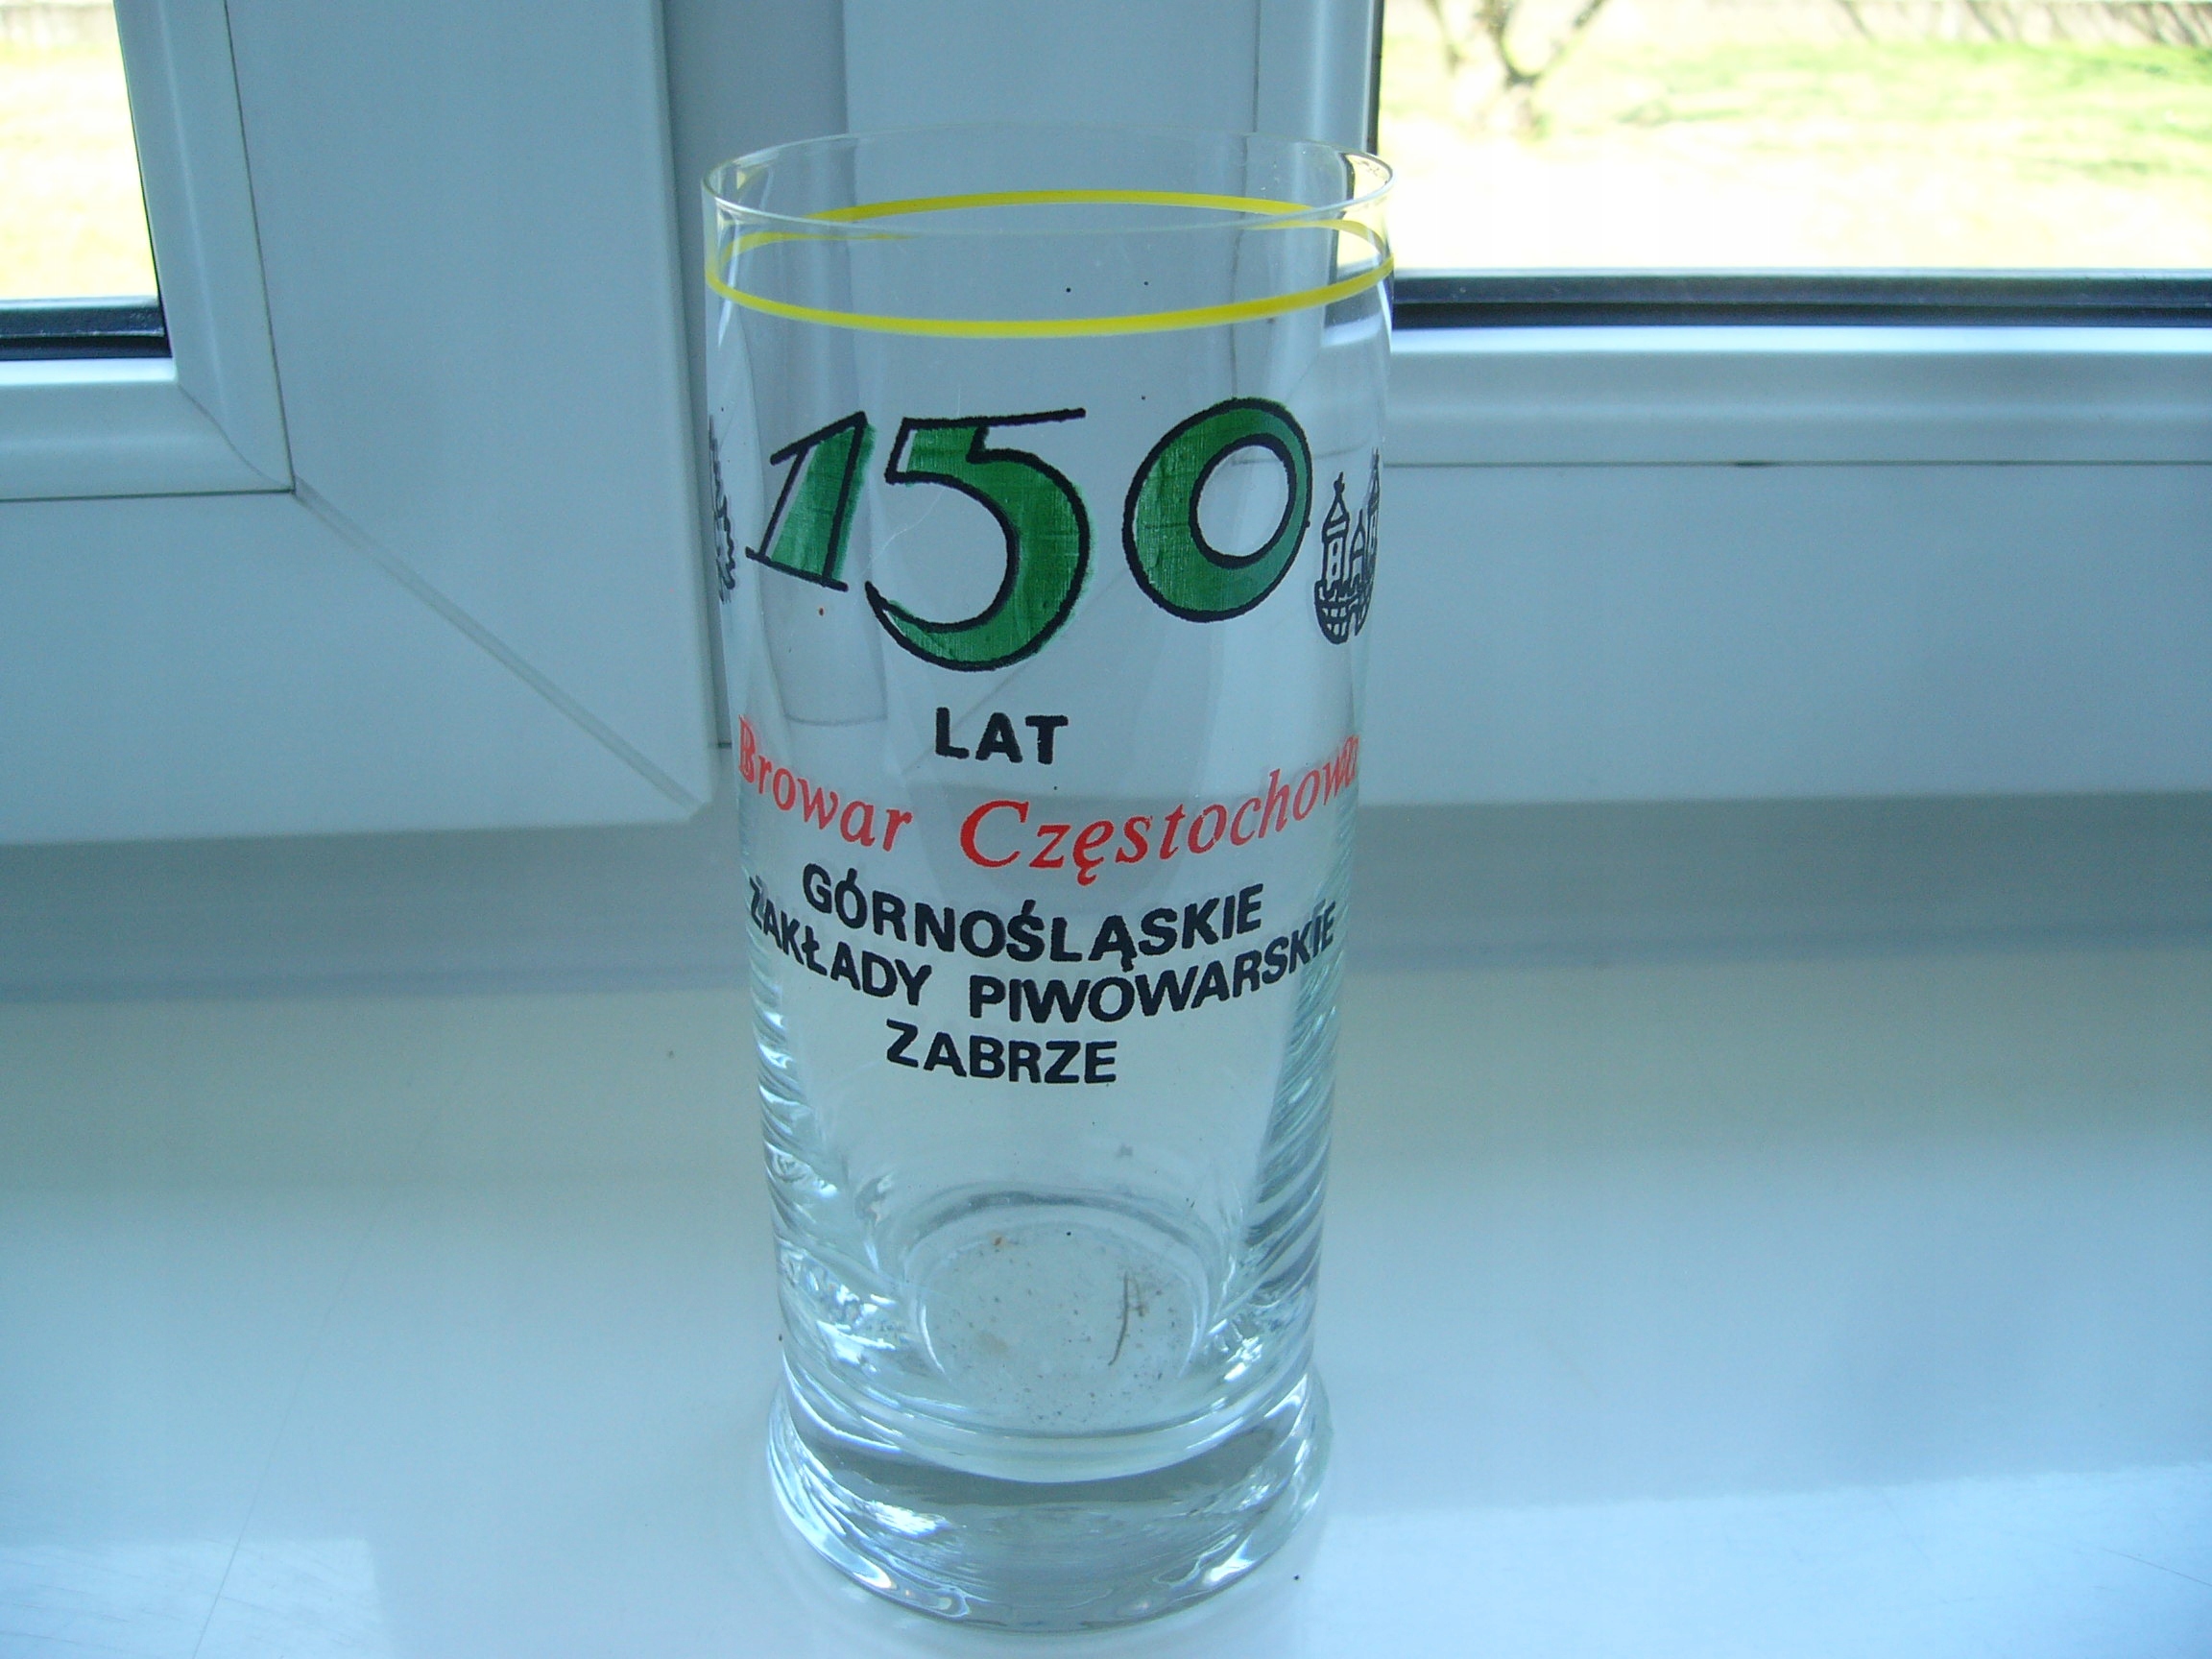 150
LAT
Browar Częstochowa
GÓRNOŚLĄSKIE
ZAKŁADY PIWOWARSKIE
ZABRZE